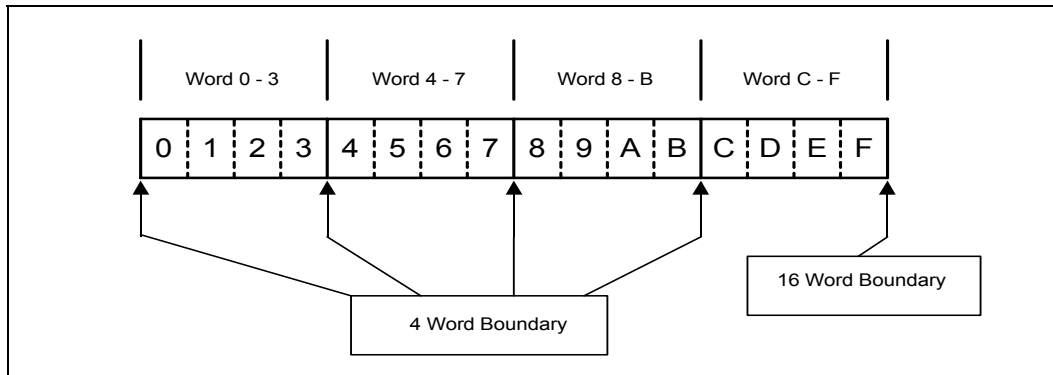 Word 0 - 3 Word 4 - 7 Word 8 - B Word C - F
0 1 2 3 4 5 6 7 8 9 A B C D E F
16 Word Boundary
4 Word Boundary